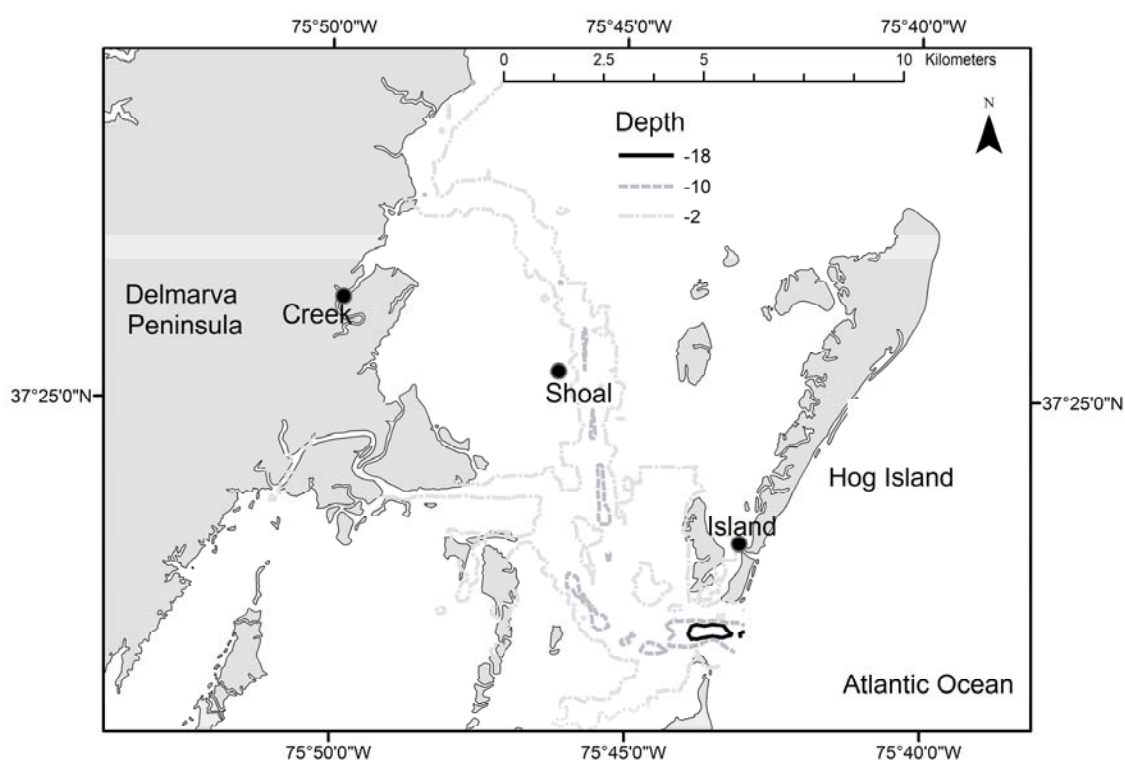 75°50'0"W
75°45'0"W
75°40'0"W
0
2.5
5
10
Kilometers
N
Depth
-18
-10
-2
Delmarva
Peninsula
Creek
Shoal
37°25'0"N
37°25'0"N
Hog Island
Island
Atlantic Ocean
75°50'0"W
75°45'0"W
75°40'0"W